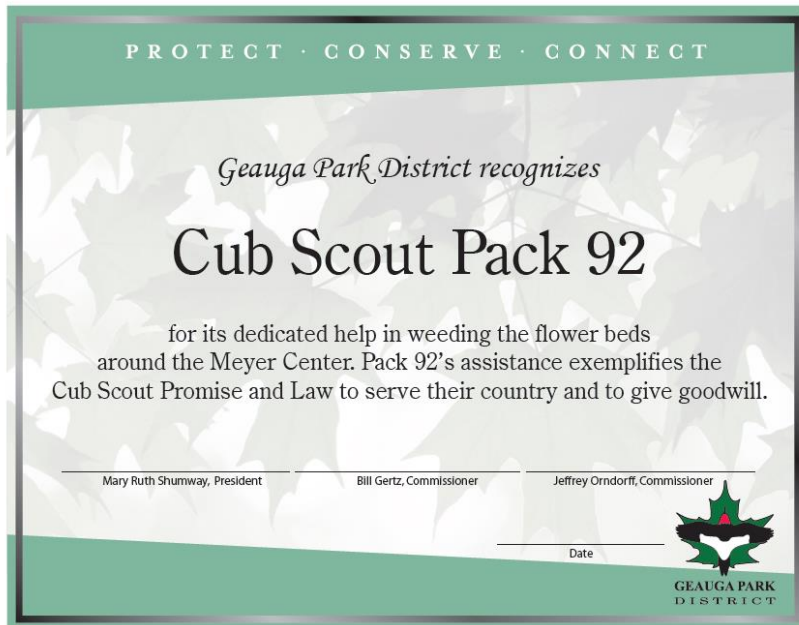 PROTECT · CONSERVE · CONNECT
Geauga Park District recognizes
Cub Scout Pack 92
for its dedicated help in weeding the flower beds
around the Meyer Center. Pack 92's assistance exemplifies the
Cub Scout Promise and Law to serve their country and to give goodwill.
Mary Ruth Shumway, President
Bill Gertz, Commissioner
Jeffrey Orndorff, Commissioner
Date
GEAUGA PARK
DISTRICT